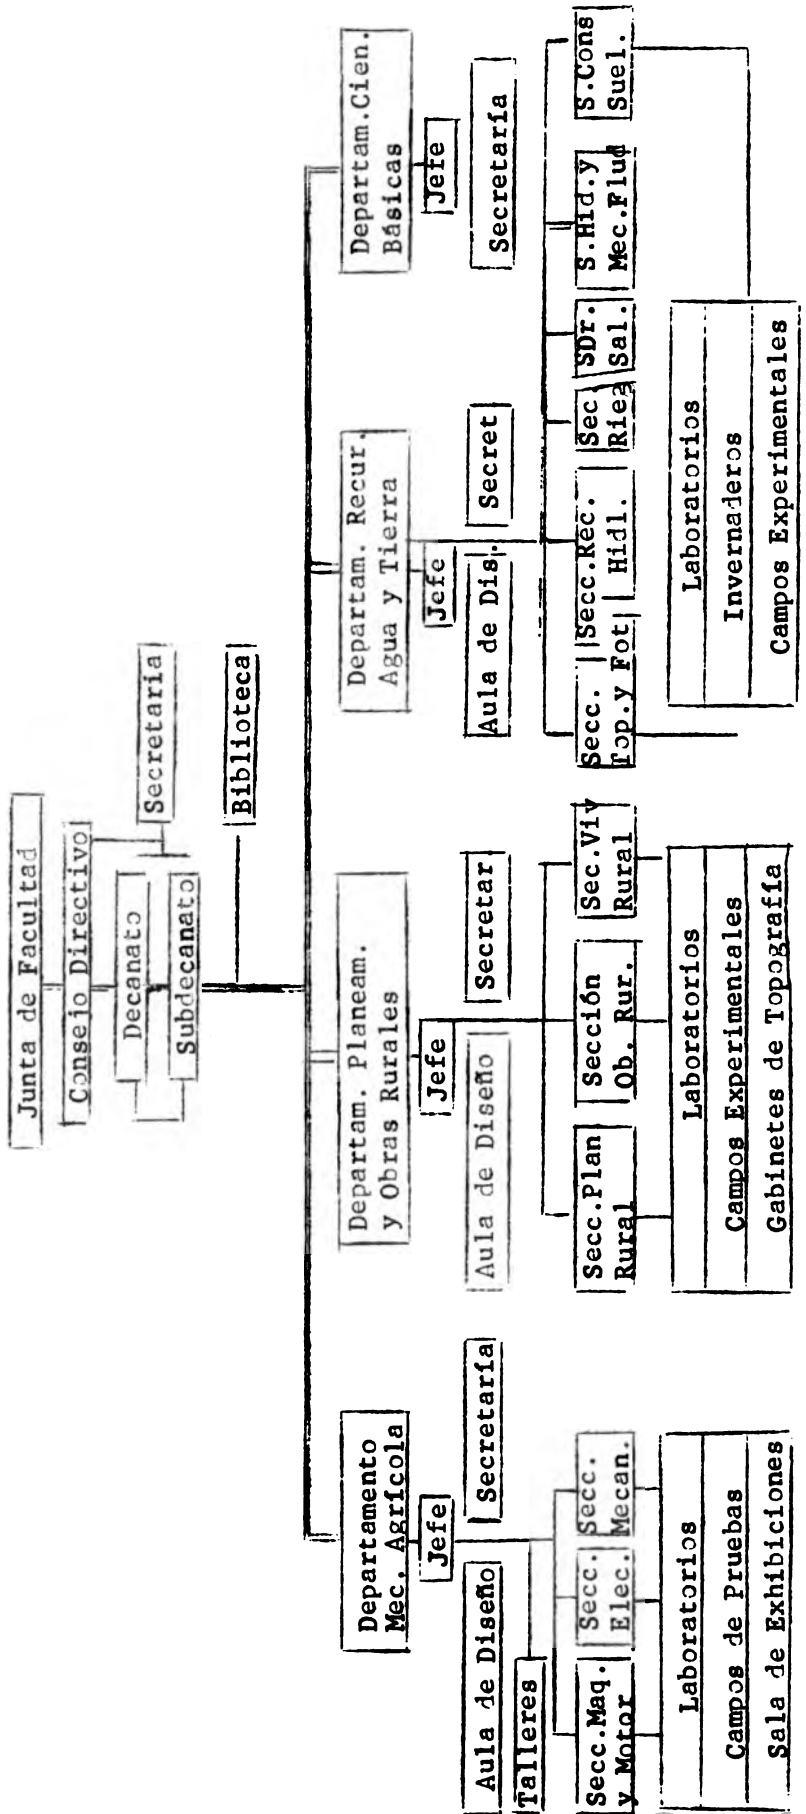 Junta de Facultad
Consejo Directivo
Decanato
Subdecanato
Secretaria
Biblioteca
Departamento
Mec. Agrícola
Jefe
Aula de Diseño
Secretaría
Talleres
Secc.Maq.
y Motor
Secc.
Elec.
Secc.
Mecan.
Laboratorios
Campos de Pruebas
Sala de Exhibiciones
Departam. Planeam.
y Obras Rurales
Jefe
Aula de Diseño
Secretar
Secc.Plan
Rural
Sección
Ob. Rur.
Sec.Viv
Rural
Laboratorios
Campos Experimentales
Gabinetes de Topografía
Departam. Recur.
Agua y Tierra
Jefe
Aula de Dis.
Secret
Secc.
Top.y Fot
Secc.Rec.
Hidl.
Sec.
Rieg
SDr.
Sal.
S.Hid.y
Mec.Flud
S.Cons
Suel.
Laboratorios
Invernaderos
Campos Experimentales
Departam.Cien.
Básicas
Jefe
Secretaría